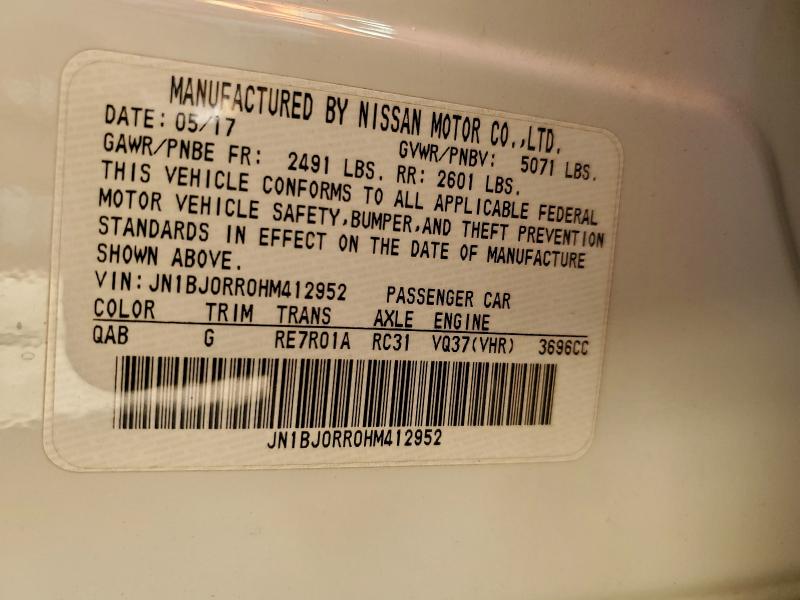 MANUFACTURED BY NISSAN MOTOR CO.,LTD.
DATE: 05/17 GVWR/PNBV: 5071 LBS.
GAWR/PNBE FR: 2491 LBS. RR: 2601 LBS.
THIS VEHICLE CONFORMS TO ALL APPLICABLE FEDERAL
MOTOR VEHICLE SAFETY,BUMPER,AND THEFT PREVENTION
STANDARDS IN EFFECT ON THE DATE OF MANUFACTURE
SHOWN ABOVE.
VIN: JN1BJ0RR0HM412952 PASSENGER CAR
COLOR TRIM TRANS AXLE ENGINE
QAB G RE7R01A RC31 VQ37(VHR) 3696CC
JN1BJ0RR0HM412952